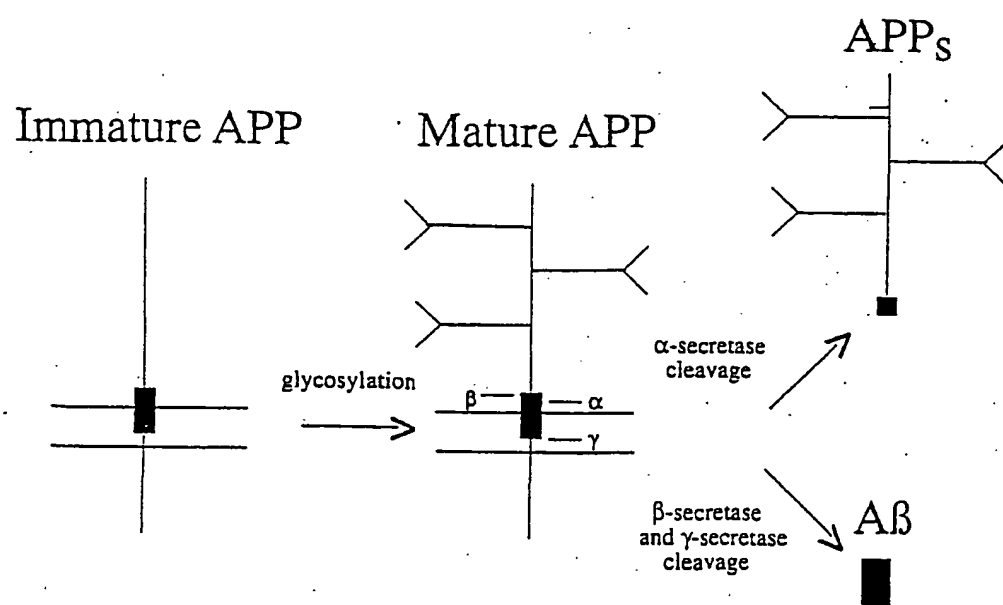 APPs
Immature APP
Mature APP
glycosylation
β
α
γ
α-secretase
cleavage
β-secretase
and γ-secretase
cleavage
Aß